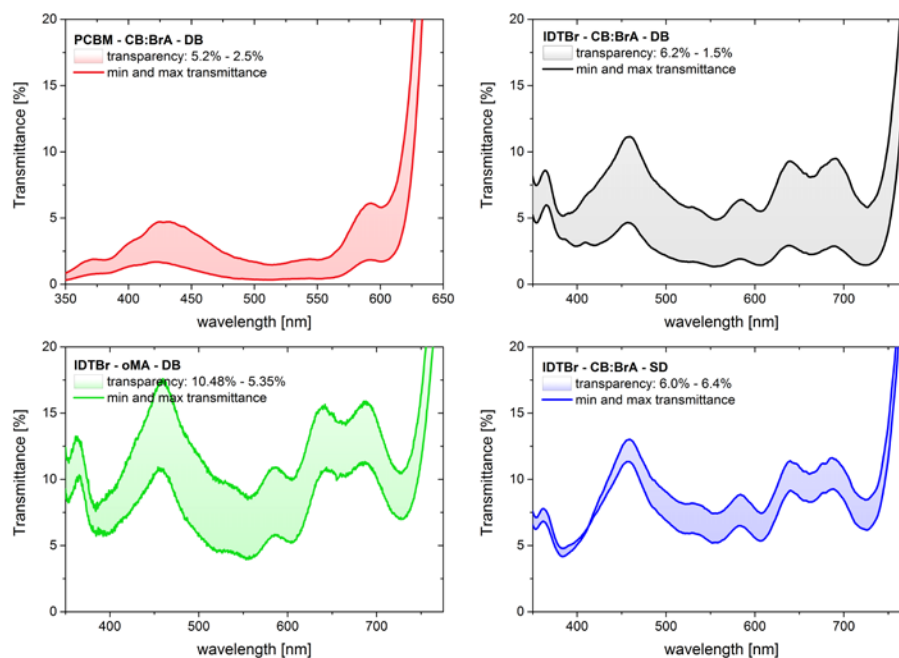 PCBM - CB:BrA - DB
transparency: 5.2% - 2.5%
min and max transmittance
Transmittance [%]
20
15
10
5
0
350 400 450 500 550 600 650
wavelength [nm]
IDTBr - CB:BrA - DB
transparency: 6.2% - 1.5%
min and max transmittance
Transmittance [%]
20
15
10
5
0
400 500 600 700
wavelength [nm]
IDTBr - oMA - DB
transparency: 10.48% - 5.35%
min and max transmittance
Transmittance [%]
20
15
10
5
0
400 500 600 700
wavelength [nm]
IDTBr - CB:BrA - SD
transparency: 6.0% - 6.4%
min and max transmittance
Transmittance [%]
20
15
10
5
0
400 500 600 700
wavelength [nm]